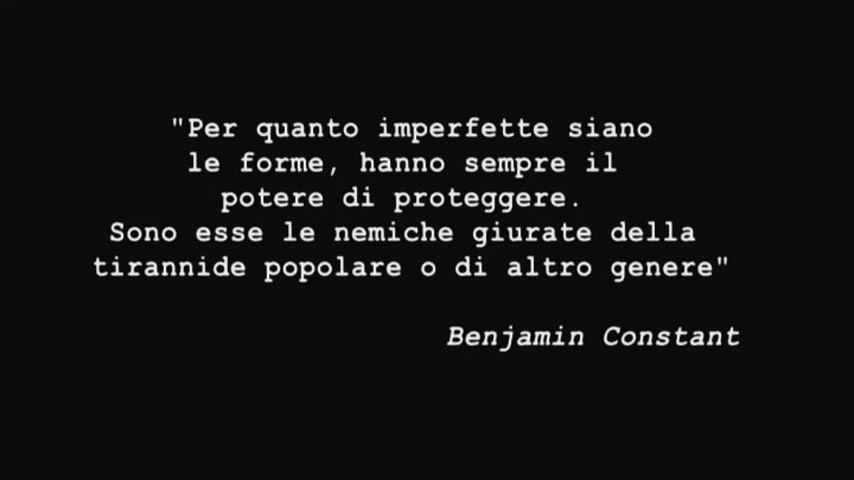 "Per quanto imperfette siano
le forme, hanno sempre il
potere di proteggere.
Sono esse le nemiche giurate della
tirannide popolare o di altro genere"
Benjamin Constant